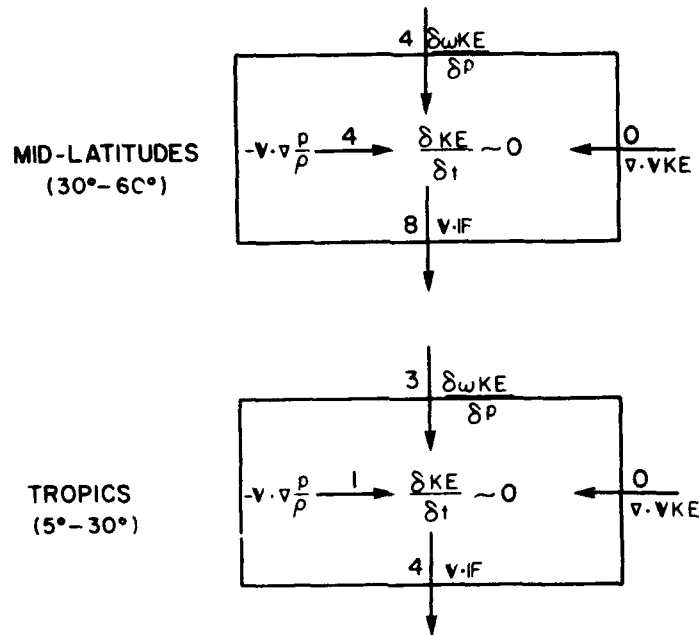 4 δωKE
δP
MID-LATITUDES
(30°-6C°)
-V·∇ p/ρ 4 δKE/δt ~0 0
∇·VKE
8 V·IF
3 δωKE
δP
TROPICS
(5°-30°)
-V·∇ p/ρ 1 δKE/δt ~0 0
∇·VKE
4 V·IF